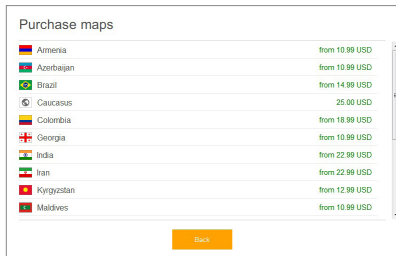 Purchase maps
Armenia from 10.99 USD
Azerbaijan from 10.99 USD
Brazil from 14.99 USD
Caucasus 25.00 USD
Colombia from 18.99 USD
Georgia from 10.99 USD
India from 22.99 USD
Iran from 22.99 USD
Kyrgyzstan from 12.99 USD
Maldives from 10.99 USD
Back